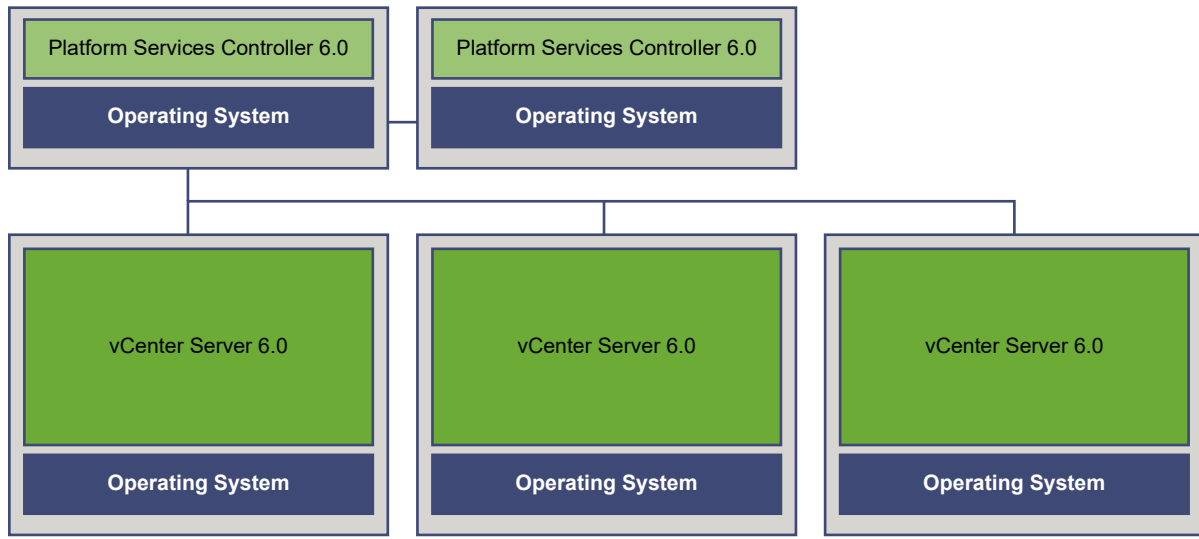 Platform Services Controller 6.0
Platform Services Controller 6.0
Operating System
Operating System
vCenter Server 6.0
vCenter Server 6.0
vCenter Server 6.0
Operating System
Operating System
Operating System